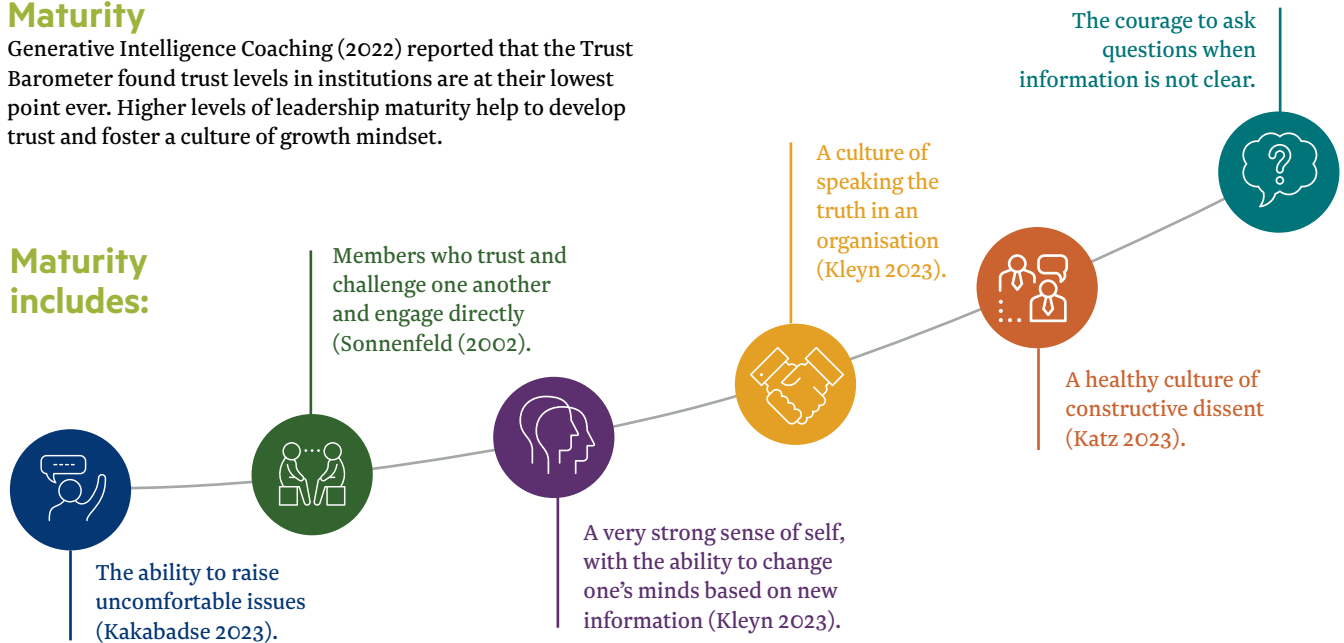 Maturity
Generative Intelligence Coaching (2022) reported that the Trust
Barometer found trust levels in institutions are at their lowest
point ever. Higher levels of leadership maturity help to develop
trust and foster a culture of growth mindset.
Maturity
includes:
The ability to raise
uncomfortable issues
(Kakabadse 2023).
Members who trust and
challenge one another
and engage directly
(Sonnenfeld (2002).
A very strong sense of self,
with the ability to change
one’s minds based on new
information (Kleyn 2023).
A culture of
speaking the
truth in an
organisation
(Kleyn 2023).
A healthy culture of
constructive dissent
(Katz 2023).
The courage to ask
questions when
information is not clear.
?